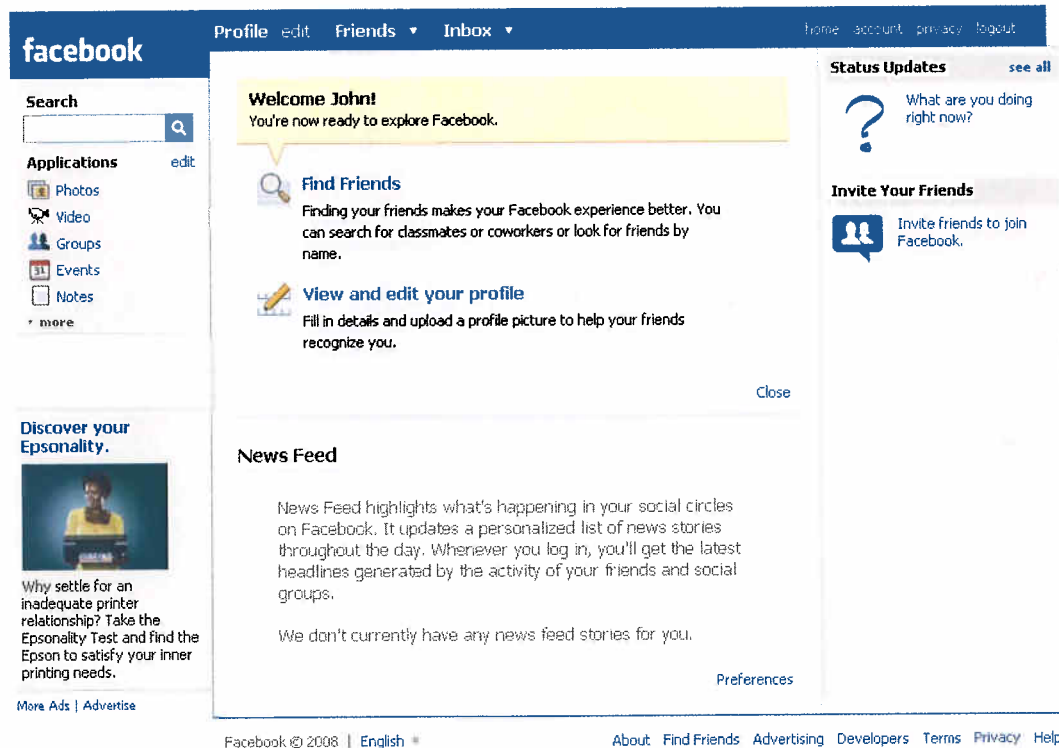 facebook
Profile edit Friends Inbox
home account privacy logout
Search
Applications edit
Photos
Video
Groups
31 Events
Notes
more
Discover your
Epsonality.
Why settle for an
inadequate printer
relationship? Take the
Epsonality Test and find the
Epson to satisfy your inner
printing needs.
More Ads | Advertise
Welcome John!
You're now ready to explore Facebook.
Find Friends
Finding your friends makes your Facebook experience better. You
can search for classmates or coworkers or look for friends by
name.
View and edit your profile
Fill in details and upload a profile picture to help your friends
recognize you.
Close
News Feed
News Feed highlights what's happening in your social circles
on Facebook. It updates a personalized list of news stories
throughout the day. Whenever you log in, you'll get the latest
headlines generated by the activity of your friends and social
groups.
We don't currently have any news feed stories for you.
Preferences
Status Updates see all
?
What are you doing
right now?
Invite Your Friends
Invite friends to join
Facebook.
Facebook © 2008 | English
About Find Friends Advertising Developers Terms Privacy Help